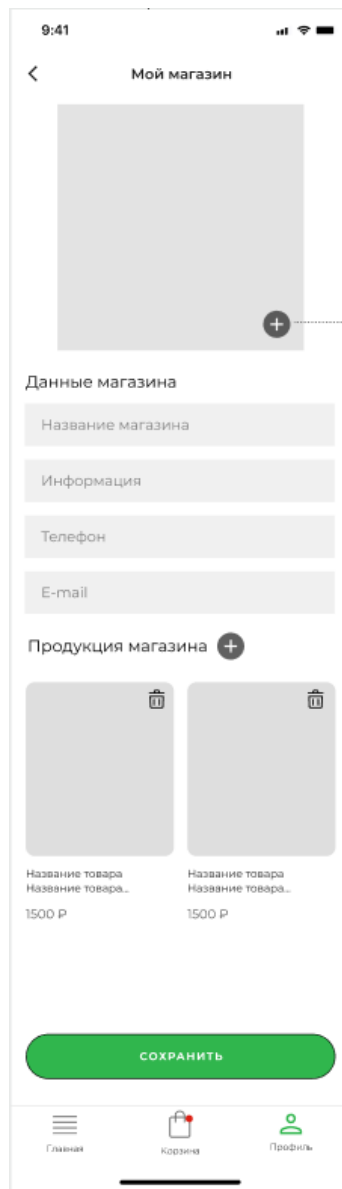 9:41
Мой магазин
Данные магазина
Название магазина
Информация
Телефон
E-mail
Продукция магазина
Название товара
Название товара...
1500 ₽
Название товара
Название товара...
1500 ₽
СОХРАНИТЬ
Главная
Корзина
Профиль